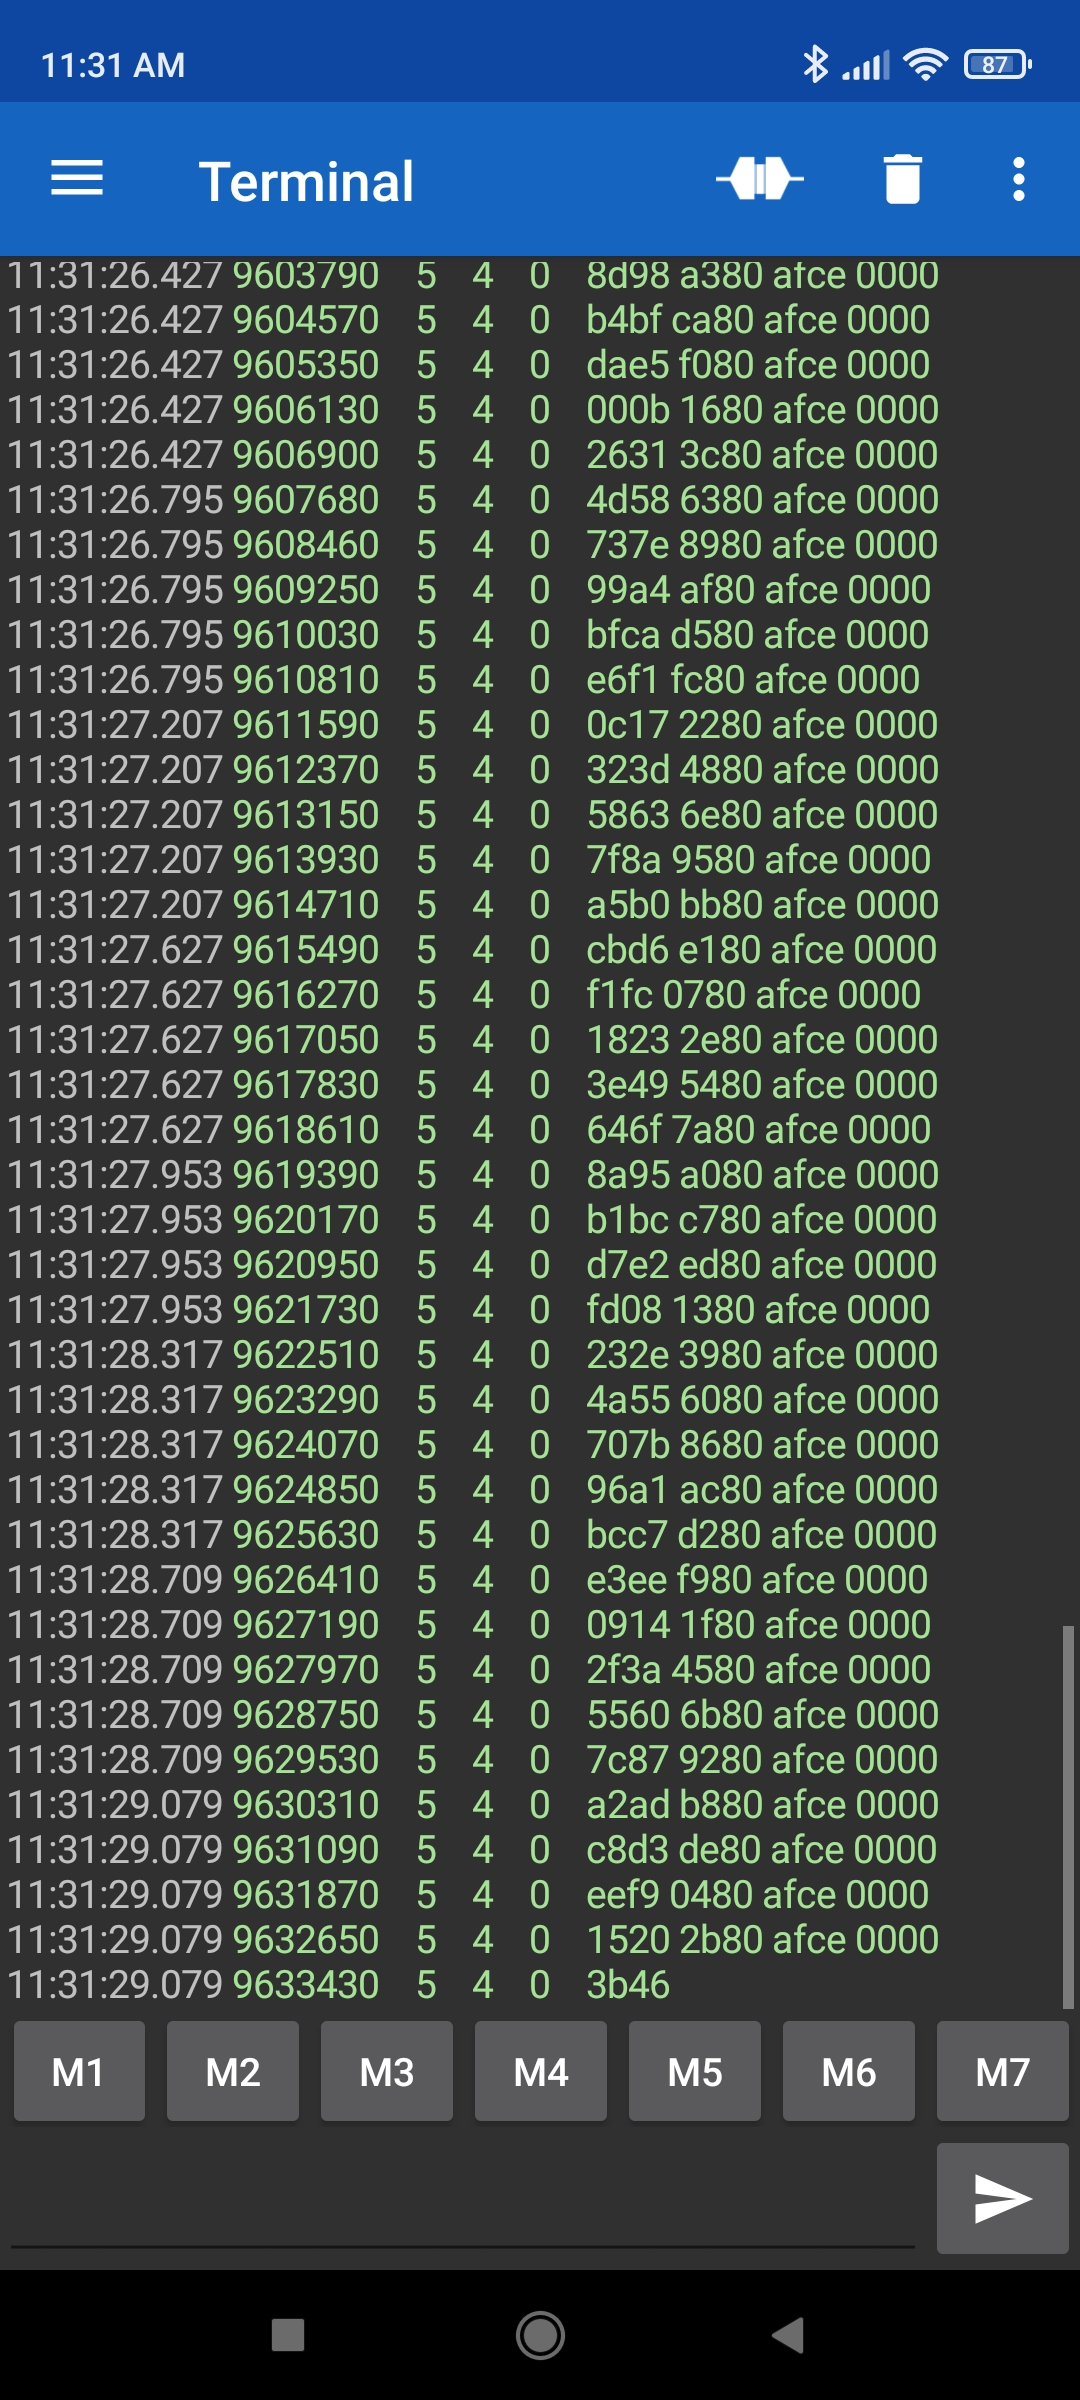 11:31 AM
87
Terminal
11:31:26.427 9603790 5 4 0 8d98 a380 afce 0000
11:31:26.427 9604570 5 4 0 b4bf ca80 afce 0000
11:31:26.427 9605350 5 4 0 dae5 f080 afce 0000
11:31:26.427 9606130 5 4 0 000b 1680 afce 0000
11:31:26.427 9606900 5 4 0 2631 3c80 afce 0000
11:31:26.795 9607680 5 4 0 4d58 6380 afce 0000
11:31:26.795 9608460 5 4 0 737e 8980 afce 0000
11:31:26.795 9609250 5 4 0 99a4 af80 afce 0000
11:31:26.795 9610030 5 4 0 bfca d580 afce 0000
11:31:26.795 9610810 5 4 0 e6f1 fc80 afce 0000
11:31:27.207 9611590 5 4 0 0c17 2280 afce 0000
11:31:27.207 9612370 5 4 0 323d 4880 afce 0000
11:31:27.207 9613150 5 4 0 5863 6e80 afce 0000
11:31:27.207 9613930 5 4 0 7f8a 9580 afce 0000
11:31:27.207 9614710 5 4 0 a5b0 bb80 afce 0000
11:31:27.627 9615490 5 4 0 cbd6 e180 afce 0000
11:31:27.627 9616270 5 4 0 f1fc 0780 afce 0000
11:31:27.627 9617050 5 4 0 1823 2e80 afce 0000
11:31:27.627 9617830 5 4 0 3e49 5480 afce 0000
11:31:27.627 9618610 5 4 0 646f 7a80 afce 0000
11:31:27.953 9619390 5 4 0 8a95 a080 afce 0000
11:31:27.953 9620170 5 4 0 b1bc c780 afce 0000
11:31:27.953 9620950 5 4 0 d7e2 ed80 afce 0000
11:31:27.953 9621730 5 4 0 fd08 1380 afce 0000
11:31:28.317 9622510 5 4 0 232e 3980 afce 0000
11:31:28.317 9623290 5 4 0 4a55 6080 afce 0000
11:31:28.317 9624070 5 4 0 707b 8680 afce 0000
11:31:28.317 9624850 5 4 0 96a1 ac80 afce 0000
11:31:28.317 9625630 5 4 0 bcc7 d280 afce 0000
11:31:28.709 9626410 5 4 0 e3ee f980 afce 0000
11:31:28.709 9627190 5 4 0 0914 1f80 afce 0000
11:31:28.709 9627970 5 4 0 2f3a 4580 afce 0000
11:31:28.709 9628750 5 4 0 5560 6b80 afce 0000
11:31:28.709 9629530 5 4 0 7c87 9280 afce 0000
11:31:29.079 9630310 5 4 0 a2ad b880 afce 0000
11:31:29.079 9631090 5 4 0 c8d3 de80 afce 0000
11:31:29.079 9631870 5 4 0 eef9 0480 afce 0000
11:31:29.079 9632650 5 4 0 1520 2b80 afce 0000
11:31:29.079 9633430 5 4 0 3b46
M1 M2 M3 M4 M5 M6 M7